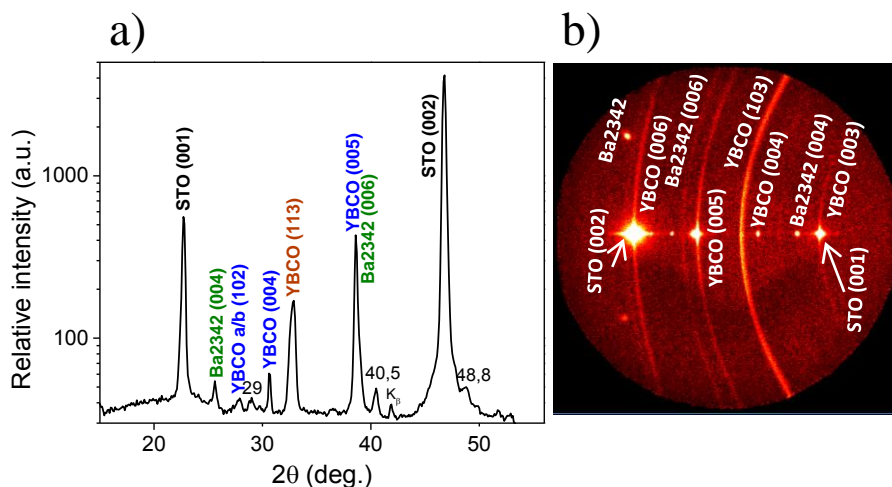 a)
Relative intensity (a.u.)
1000
100
20
30
40
50
2θ (deg.)
STO (001)
Ba2342 (004)
YBCO a/b (102)
29
YBCO (004)
YBCO (113)
YBCO (005)
Ba2342 (006)
40,5
Kβ
STO (002)
48,8
b)
Ba2342
YBCO (006)
Ba2342 (006)
YBCO (103)
YBCO (004)
Ba2342 (004)
YBCO (003)
STO (002)
YBCO (005)
STO (001)